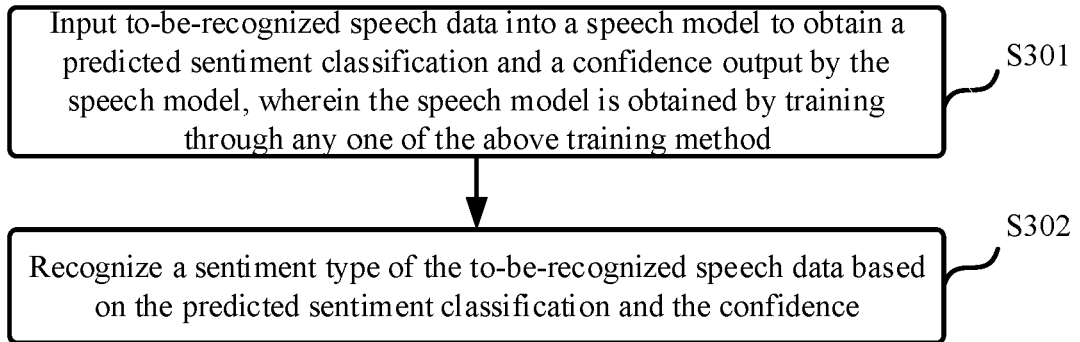 Input to-be-recognized speech data into a speech model to obtain a
predicted sentiment classification and a confidence output by the
speech model, wherein the speech model is obtained by training
through any one of the above training method
S301
Recognize a sentiment type of the to-be-recognized speech data based
on the predicted sentiment classification and the confidence
S302